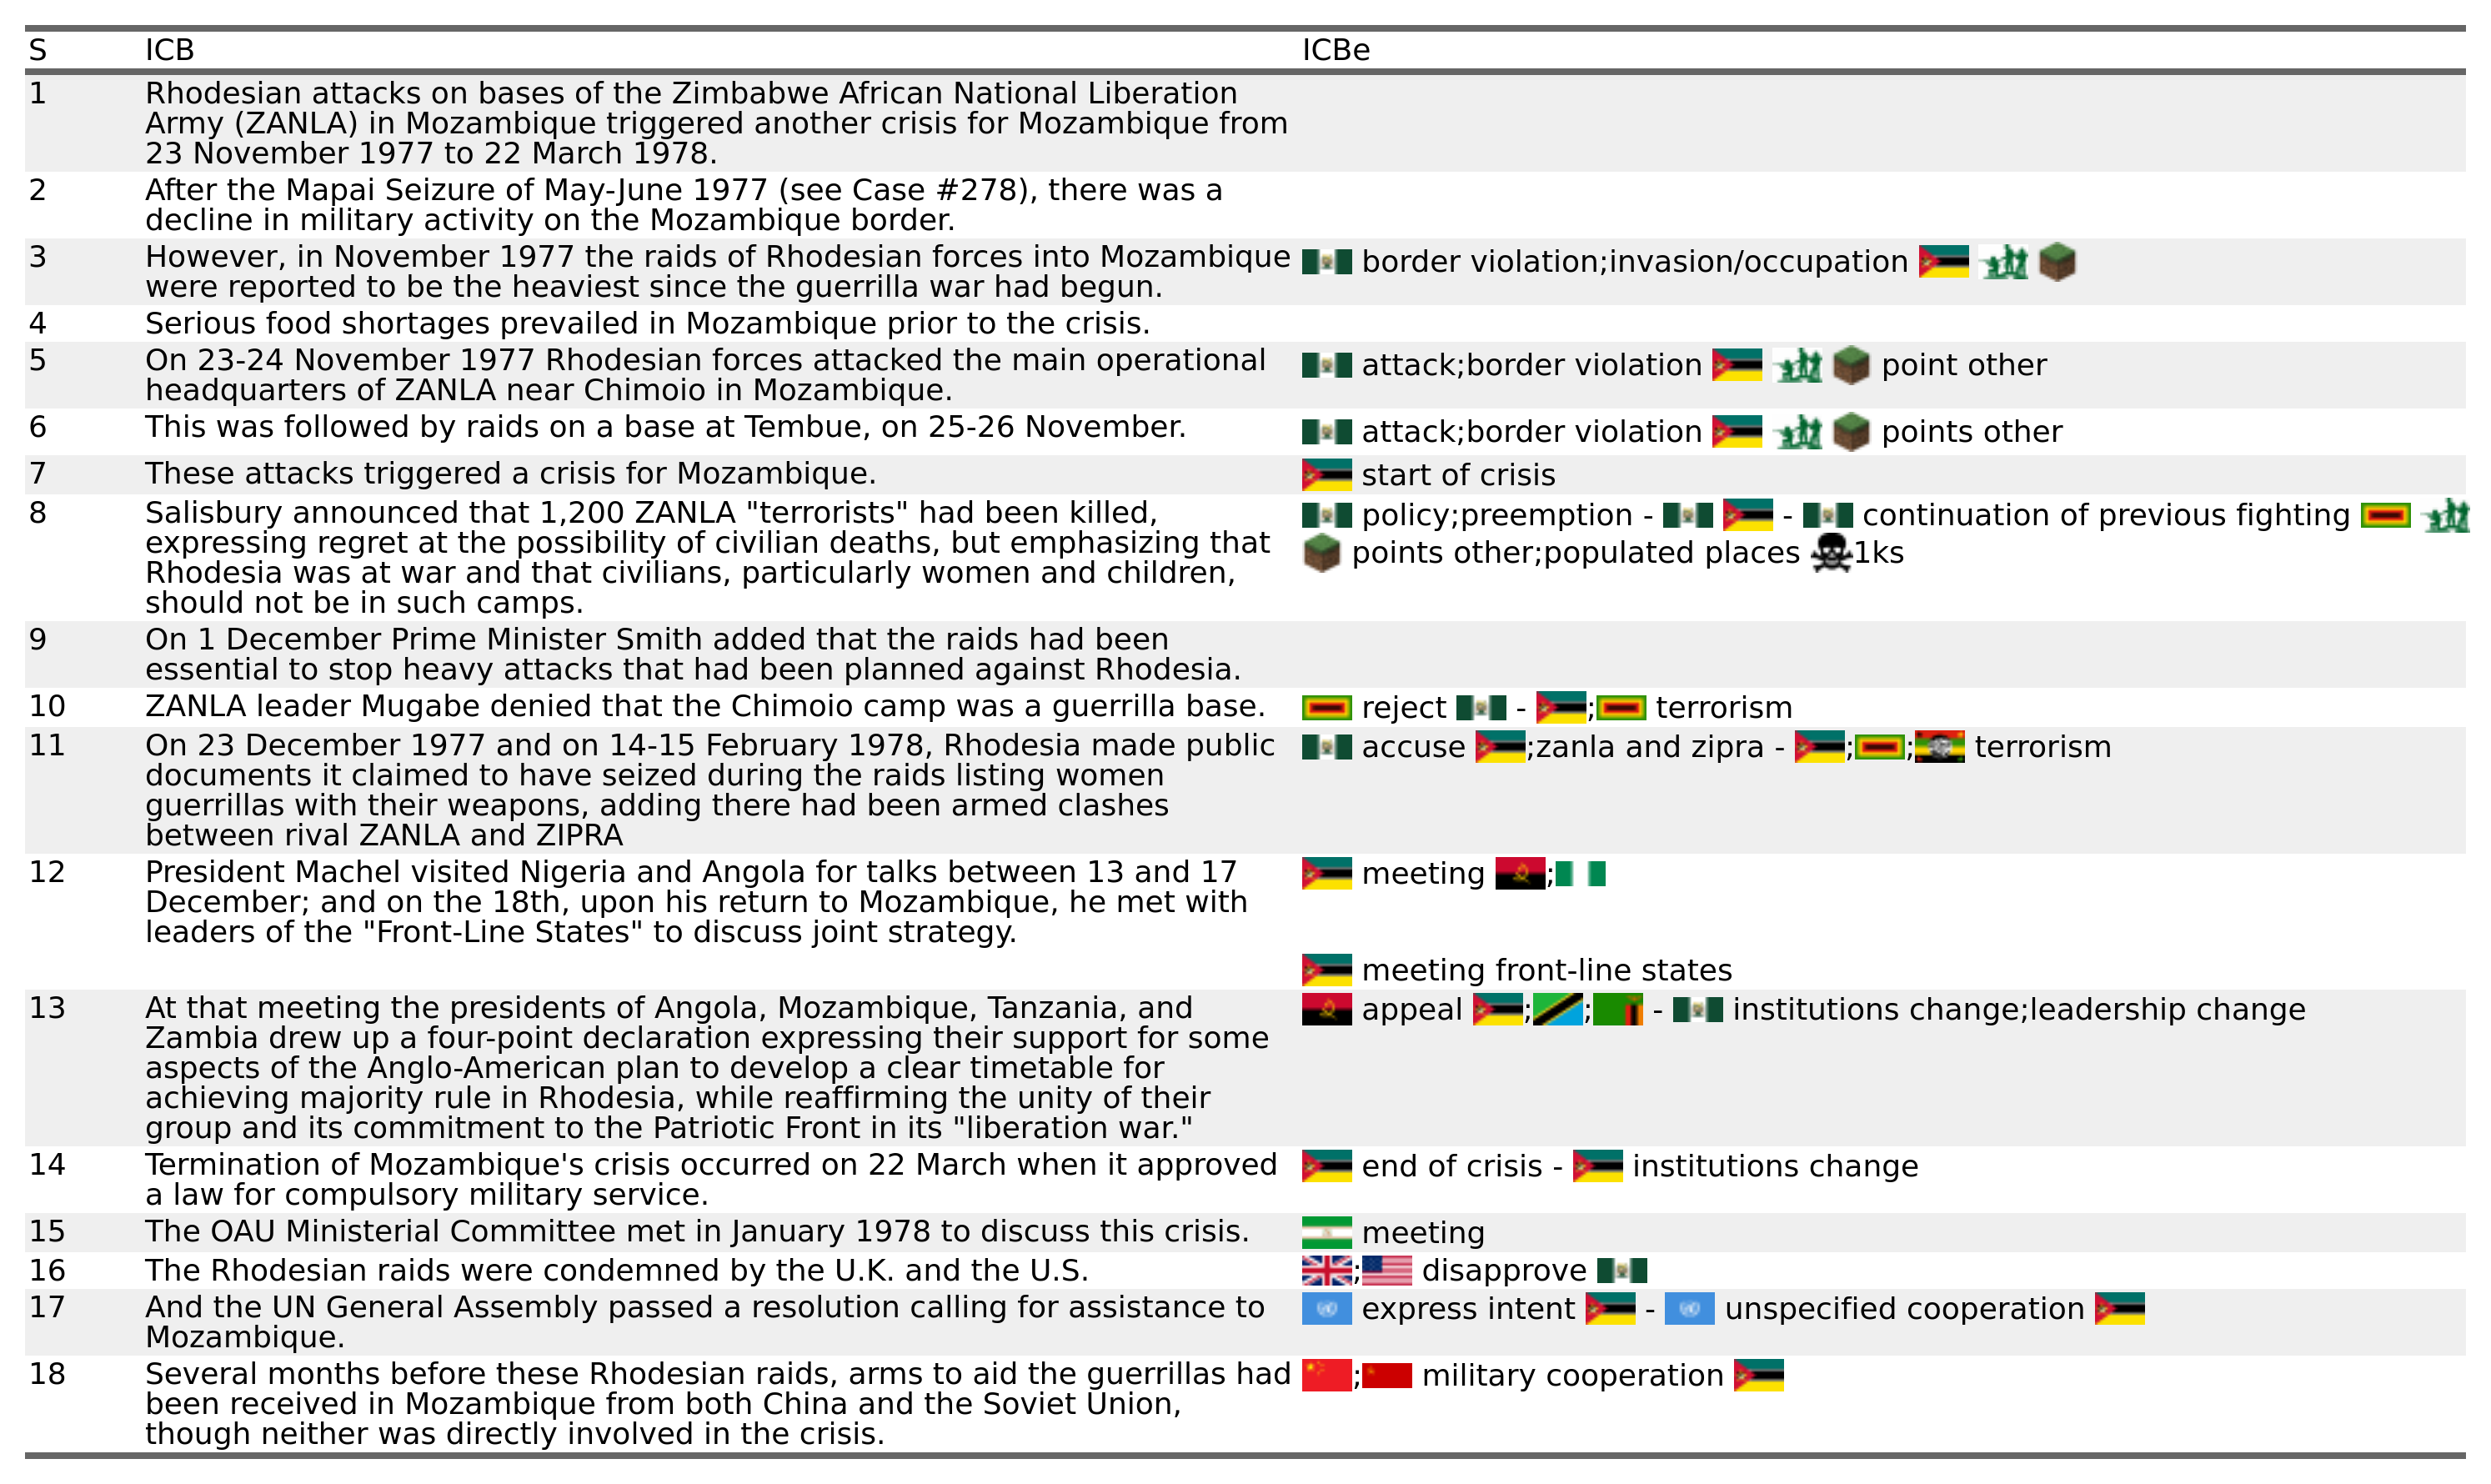 S ICB ICBe
1 Rhodesian attacks on bases of the Zimbabwe African National Liberation
Army (ZANLA) in Mozambique triggered another crisis for Mozambique from
23 November 1977 to 22 March 1978.
2 After the Mapai Seizure of May-June 1977 (see Case #278), there was a
decline in military activity on the Mozambique border.
3 However, in November 1977 the raids of Rhodesian forces into Mozambique border violation;invasion/occupation
were reported to be the heaviest since the guerrilla war had begun.
4 Serious food shortages prevailed in Mozambique prior to the crisis.
5 On 23-24 November 1977 Rhodesian forces attacked the main operational attack;border violation point other
headquarters of ZANLA near Chimoio in Mozambique.
6 This was followed by raids on a base at Tembue, on 25-26 November. attack;border violation points other
7 These attacks triggered a crisis for Mozambique. start of crisis
8 Salisbury announced that 1,200 ZANLA "terrorists" had been killed, policy;preemption - - continuation of previous fighting
expressing regret at the possibility of civilian deaths, but emphasizing that points other;populated places 1ks
Rhodesia was at war and that civilians, particularly women and children,
should not be in such camps.
9 On 1 December Prime Minister Smith added that the raids had been
essential to stop heavy attacks that had been planned against Rhodesia.
10 ZANLA leader Mugabe denied that the Chimoio camp was a guerrilla base. reject - ; terrorism
11 On 23 December 1977 and on 14-15 February 1978, Rhodesia made public accuse ;zanla and zipra - ; ; terrorism
documents it claimed to have seized during the raids listing women
guerrillas with their weapons, adding there had been armed clashes
between rival ZANLA and ZIPRA
12 President Machel visited Nigeria and Angola for talks between 13 and 17 meeting ;
December; and on the 18th, upon his return to Mozambique, he met with
leaders of the "Front-Line States" to discuss joint strategy.
meeting front-line states
13 At that meeting the presidents of Angola, Mozambique, Tanzania, and appeal ; ; - institutions change;leadership change
Zambia drew up a four-point declaration expressing their support for some
aspects of the Anglo-American plan to develop a clear timetable for
achieving majority rule in Rhodesia, while reaffirming the unity of their
group and its commitment to the Patriotic Front in its "liberation war."
14 Termination of Mozambique's crisis occurred on 22 March when it approved end of crisis - institutions change
a law for compulsory military service.
15 The OAU Ministerial Committee met in January 1978 to discuss this crisis. meeting
16 The Rhodesian raids were condemned by the U.K. and the U.S. ; disapprove
17 And the UN General Assembly passed a resolution calling for assistance to express intent - unspecified cooperation
Mozambique.
18 Several months before these Rhodesian raids, arms to aid the guerrillas had ; military cooperation
been received in Mozambique from both China and the Soviet Union,
though neither was directly involved in the crisis.